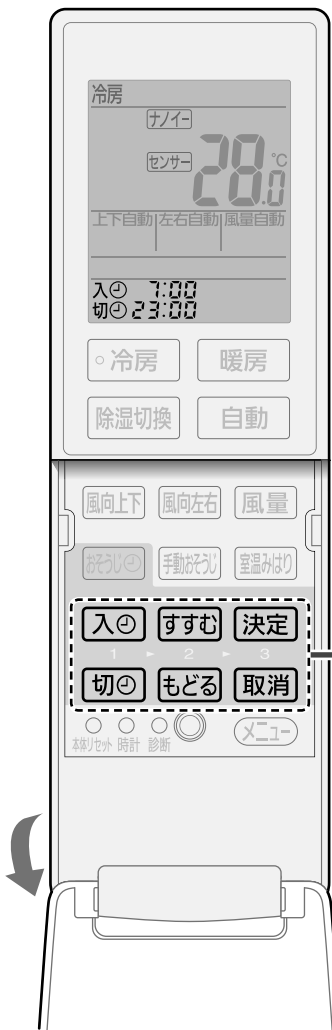 冷房
ナノイー
センサー 28.0℃
上下自動 左右自動 風量自動
入 7:00
切 23:00
冷房 暖房
除湿切換 自動
風向上下 風向左右 風量
おそうじ 手動おそうじ 室温みはり
入 すすむ 決定
1 ► 2 ► 3
切 もどる 取消
本体リセット 時計 診断 メニュー